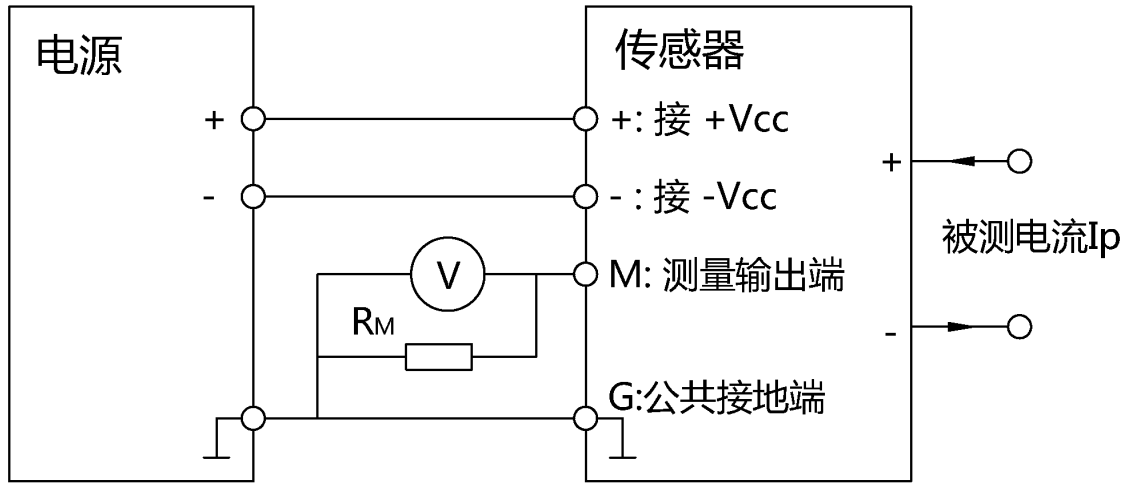 电源
传感器
+
+: 接 +Vcc
-
- : 接 -Vcc
+
-
被测电流Ip
V
M: 测量输出端
RM
G:公共接地端